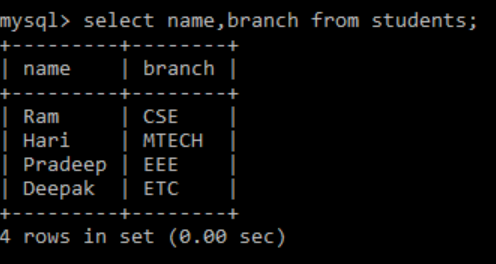 mysql> select name,branch from students;
+---------+--------+
| name    | branch |
+---------+--------+
| Ram     | CSE    |
| Hari    | MTECH  |
| Pradeep | EEE    |
| Deepak  | ETC    |
+---------+--------+
4 rows in set (0.00 sec)